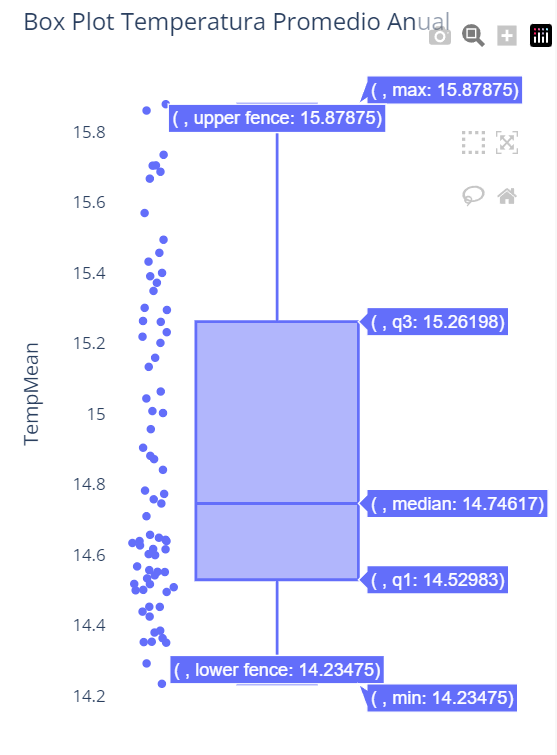 Box Plot Temperatura Promedio Anual
( , max: 15.87875)
( , upper fence: 15.87875)
15.8
15.6
15.4
( , q3: 15.26198)
15.2
TempMean
15
14.8
( , median: 14.74617)
14.6
( , q1: 14.52983)
14.4
( , lower fence: 14.23475)
14.2
( , min: 14.23475)